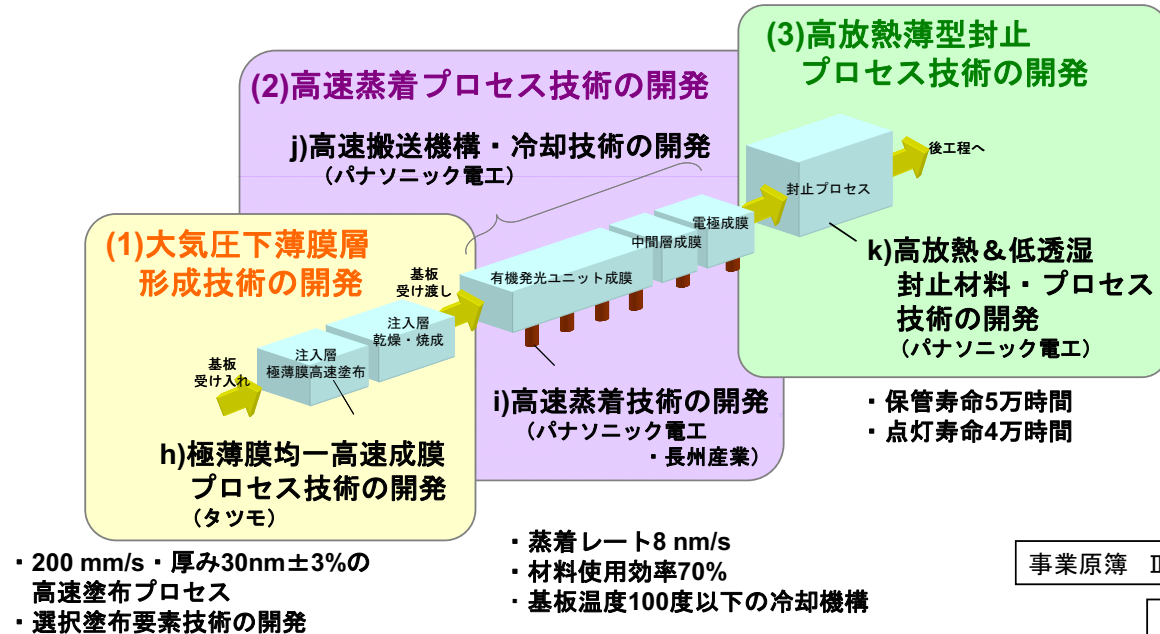 (1)大気圧下薄膜層
形成技術の開発
基板
受け入れ
注入層
極薄膜高速塗布
注入層
乾燥・焼成
基板
受け渡し
h)極薄膜均一高速成膜
プロセス技術の開発
(タツモ)
・200 mm/s・厚み30nm±3%の
高速塗布プロセス
・選択塗布要素技術の開発
(2)高速蒸着プロセス技術の開発
j)高速搬送機構・冷却技術の開発
(パナソニック電工)
有機発光ユニット成膜
中間層成膜
電極成膜
i)高速蒸着技術の開発
(パナソニック電工
・長州産業)
・蒸着レート8 nm/s
・材料使用効率70%
・基板温度100度以下の冷却機構
(3)高放熱薄型封止
プロセス技術の開発
封止プロセス
後工程へ
k)高放熱&低透湿
封止材料・プロセス
技術の開発
(パナソニック電工)
・保管寿命5万時間
・点灯寿命4万時間
事業原簿